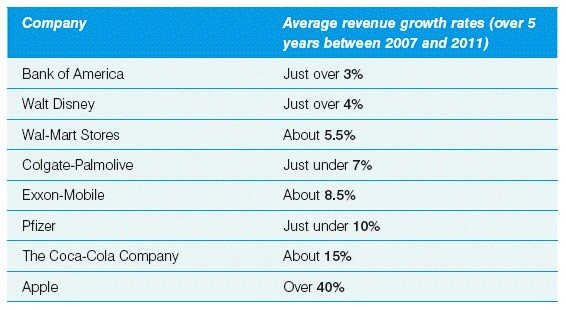 Company Average revenue growth rates (over 5
years between 2007 and 2011)
Bank of America Just over 3%
Walt Disney Just over 4%
Wal-Mart Stores About 5.5%
Colgate-Palmolive Just under 7%
Exxon-Mobile About 8.5%
Pfizer Just under 10%
The Coca-Cola Company About 15%
Apple Over 40%